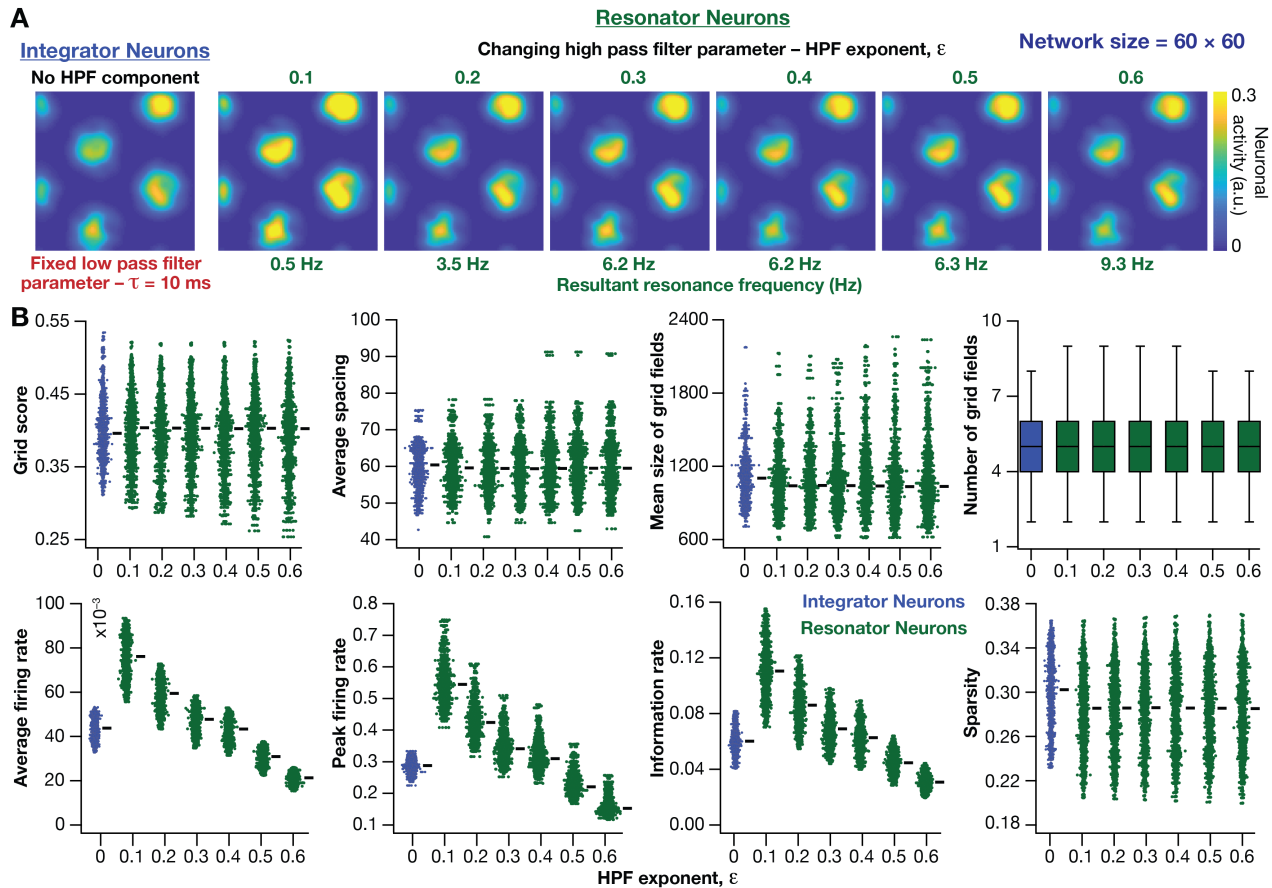 A
Resonator Neurons
Integrator Neurons
Changing high pass filter parameter – HPF exponent, ε
Network size = 60 × 60
No HPF component
0.1 0.2 0.3 0.4 0.5 0.6
0.3
Neuronal
activity (a.u.)
0
Fixed low pass filter
parameter – τ = 10 ms
0.5 Hz 3.5 Hz 6.2 Hz 6.2 Hz 6.3 Hz 9.3 Hz
Resultant resonance frequency (Hz)
B
Grid score
0.55
0.45
0.35
0.25
0 0.1 0.2 0.3 0.4 0.5 0.6
Average spacing
100
90
80
70
60
50
40
0 0.1 0.2 0.3 0.4 0.5 0.6
Mean size of grid fields
2400
1800
1200
600
0 0.1 0.2 0.3 0.4 0.5 0.6
Number of grid fields
10
7
4
1
0 0.1 0.2 0.3 0.4 0.5 0.6
Average firing rate
x10⁻³
100
80
60
40
20
0
0 0.1 0.2 0.3 0.4 0.5 0.6
Peak firing rate
0.8
0.7
0.6
0.5
0.4
0.3
0.2
0.1
0 0.1 0.2 0.3 0.4 0.5 0.6
Information rate
0.16
0.12
0.08
0.04
0.00
0 0.1 0.2 0.3 0.4 0.5 0.6
Integrator Neurons
Resonator Neurons
Sparsity
0.38
0.34
0.30
0.26
0.22
0.18
0 0.1 0.2 0.3 0.4 0.5 0.6
HPF exponent, ε